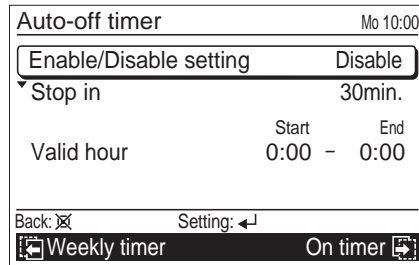 Auto-off timer Mo 10:00
Enable/Disable setting Disable
Stop in 30min.
Start End
Valid hour 0:00 – 0:00
Back: Setting:
Weekly timer On timer